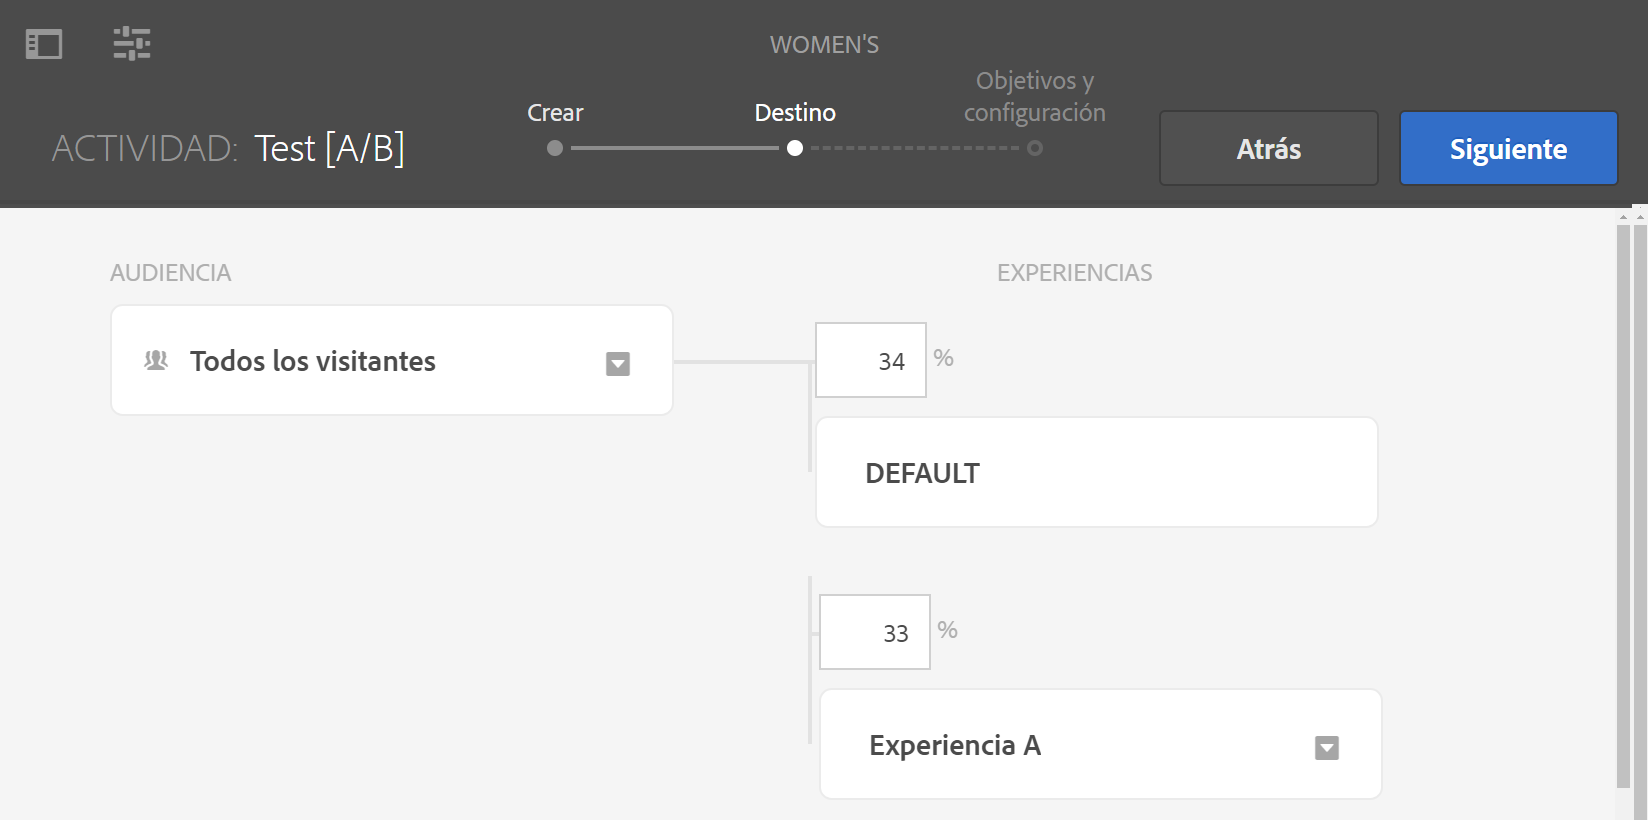 WOMEN'S
Crear
Destino
Objetivos y
configuración
ACTIVIDAD: Test [A/B]
Atrás
Siguiente
AUDIENCIA
EXPERIENCIAS
Todos los visitantes
34 %
DEFAULT
33 %
Experiencia A